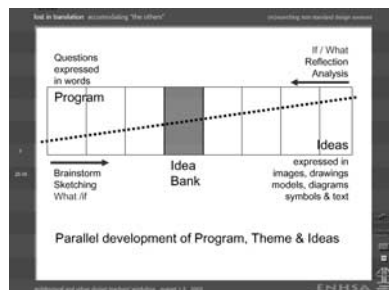 lost in translation accomodating "the others"
Questions
expressed
in words
If / What
Reflection
Analysis
Program
Ideas
Brainstorm
Sketching
What /if
Idea
Bank
expressed in
images, drawings
models, diagrams
symbols & text
Parallel development of Program, Theme & Ideas
ENHSA